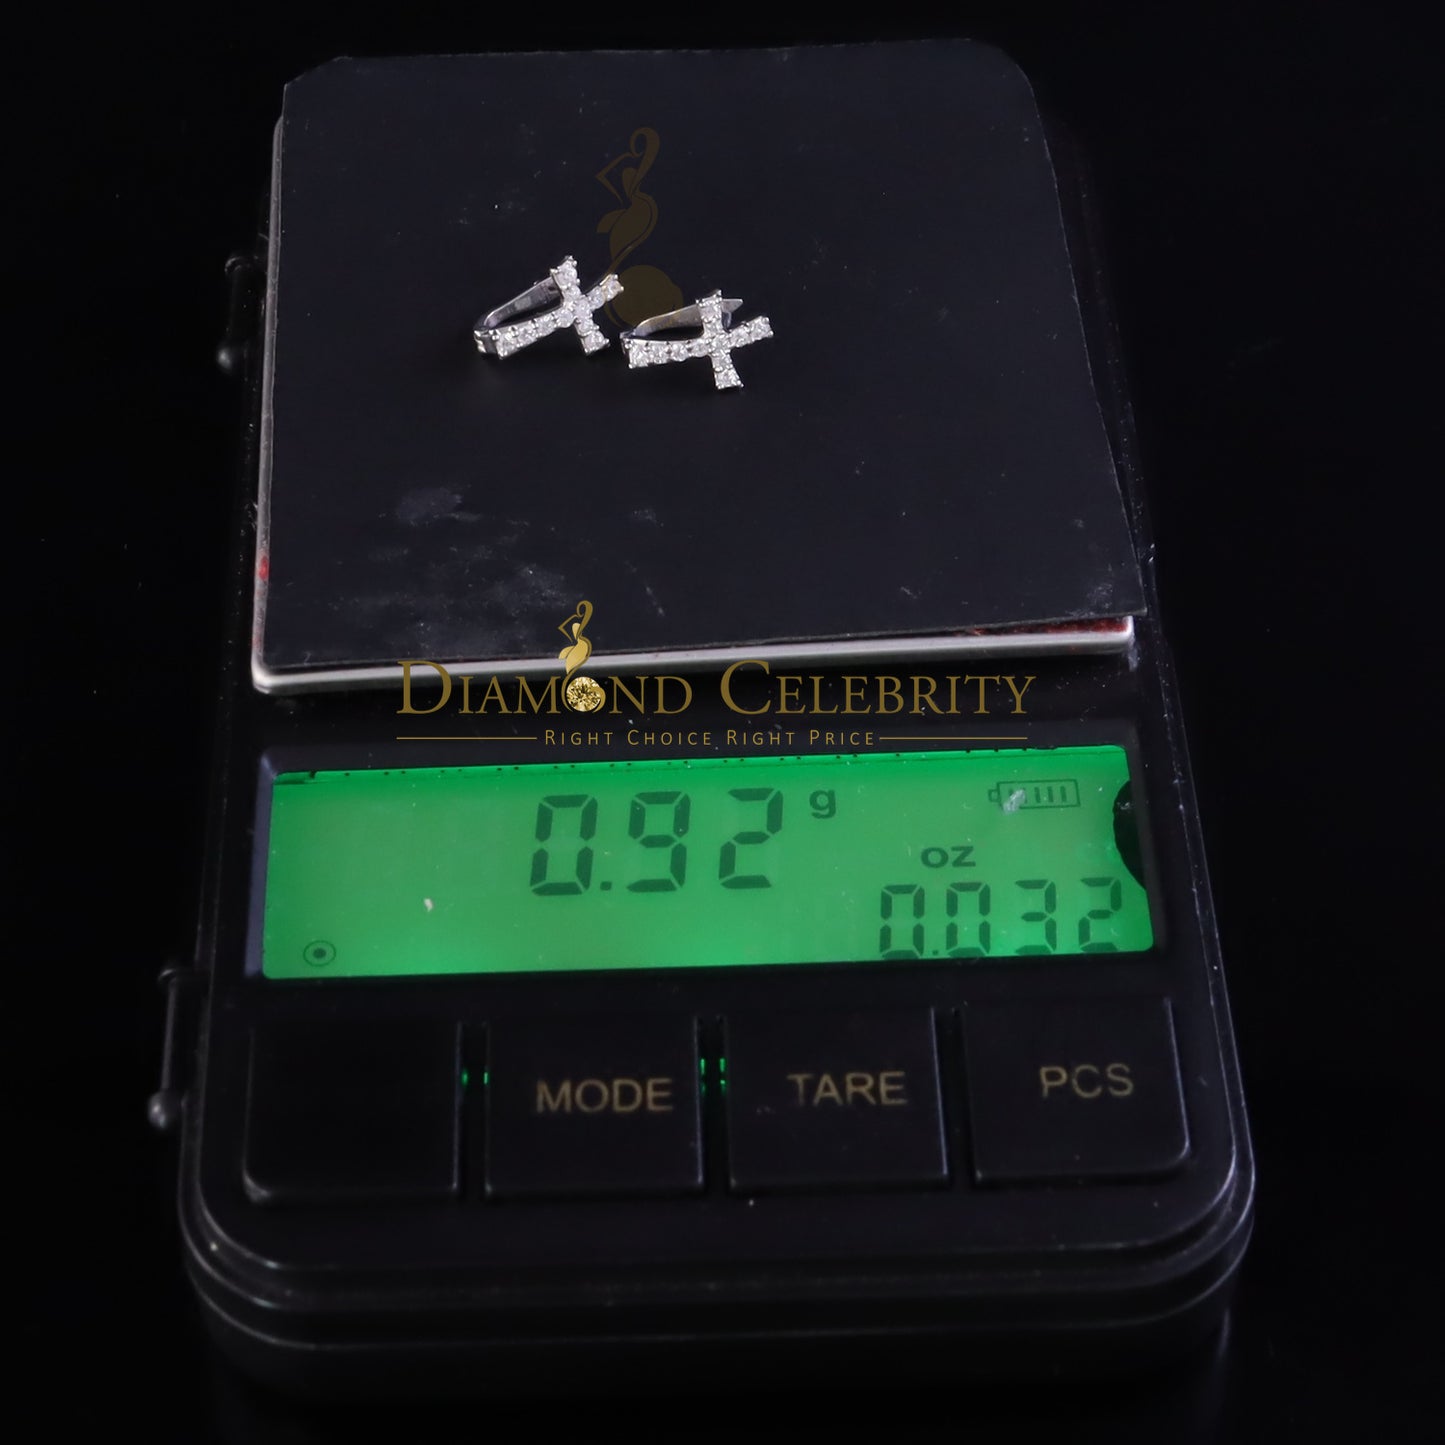 DIAMOND CELEBRITY
RIGHT CHOICE RIGHT PRICE
0.92 g
oz
0.032
MODE TARE PCS